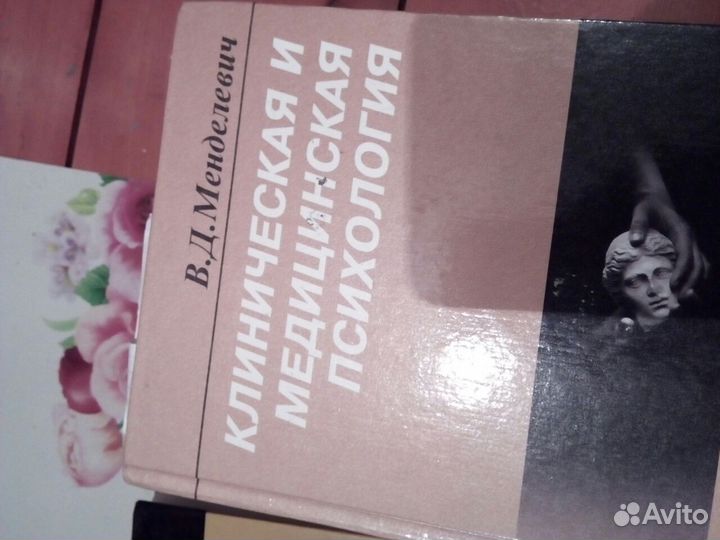 В.Д.Менделевич
КЛИНИЧЕСКАЯ И
МЕДИЦИНСКАЯ
ПСИХОЛОГИЯ
Avito